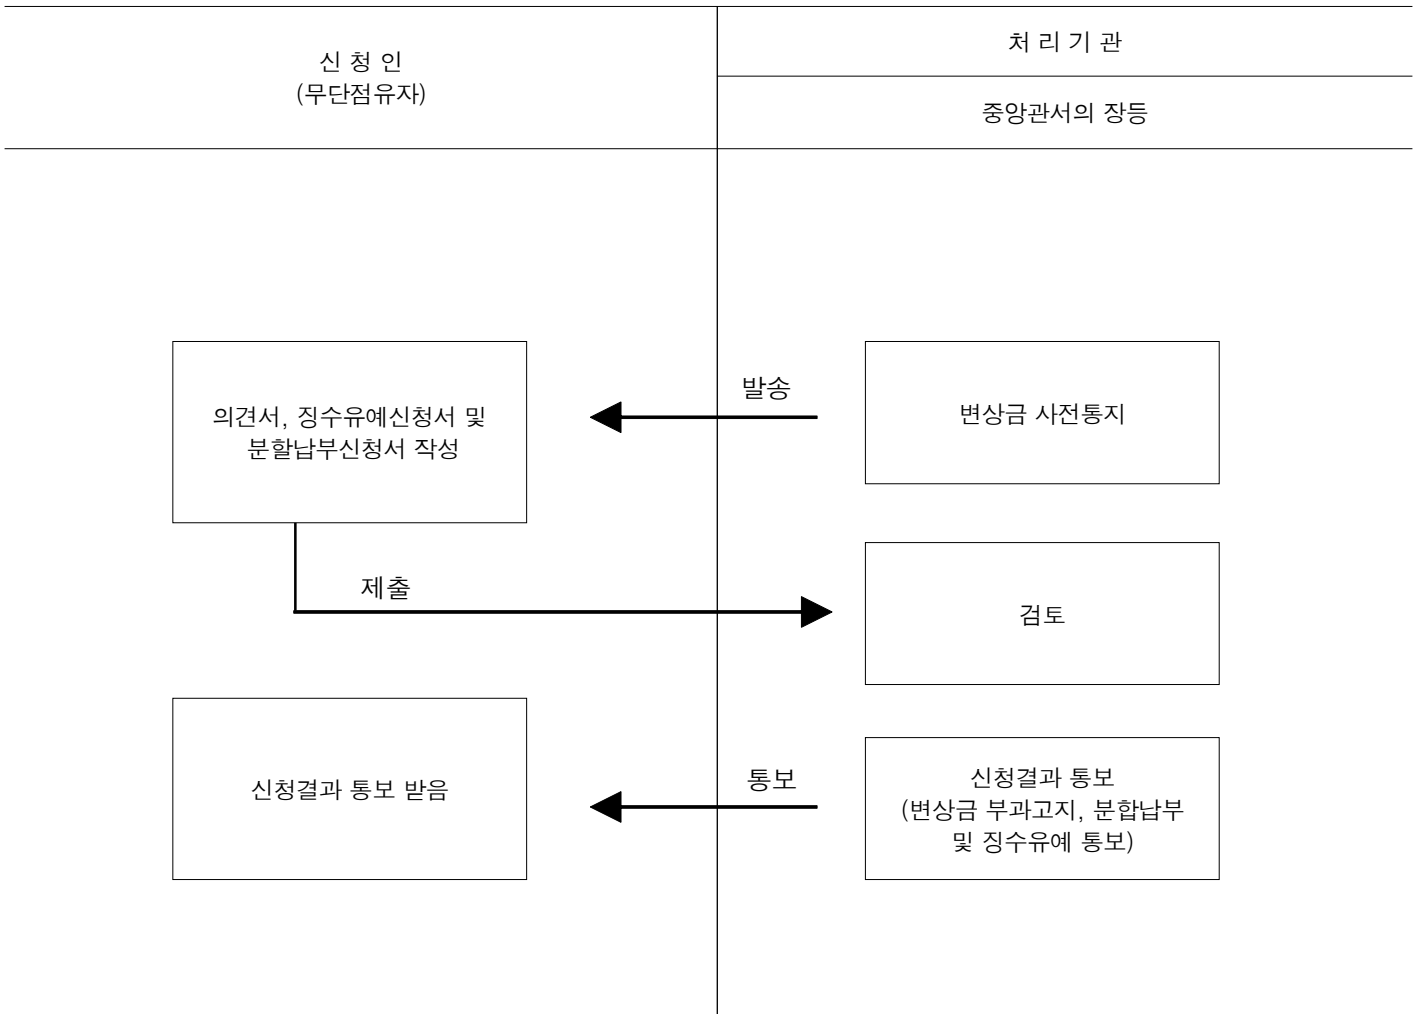 신 청 인
(무단점유자)
처 리 기 관
중앙관서의 장등
의견서, 징수유예신청서 및
분할납부신청서 작성
발송
변상금 사전통지
제출
검토
신청결과 통보 받음
통보
신청결과 통보
(변상금 부과고지, 분합납부
및 징수유예 통보)